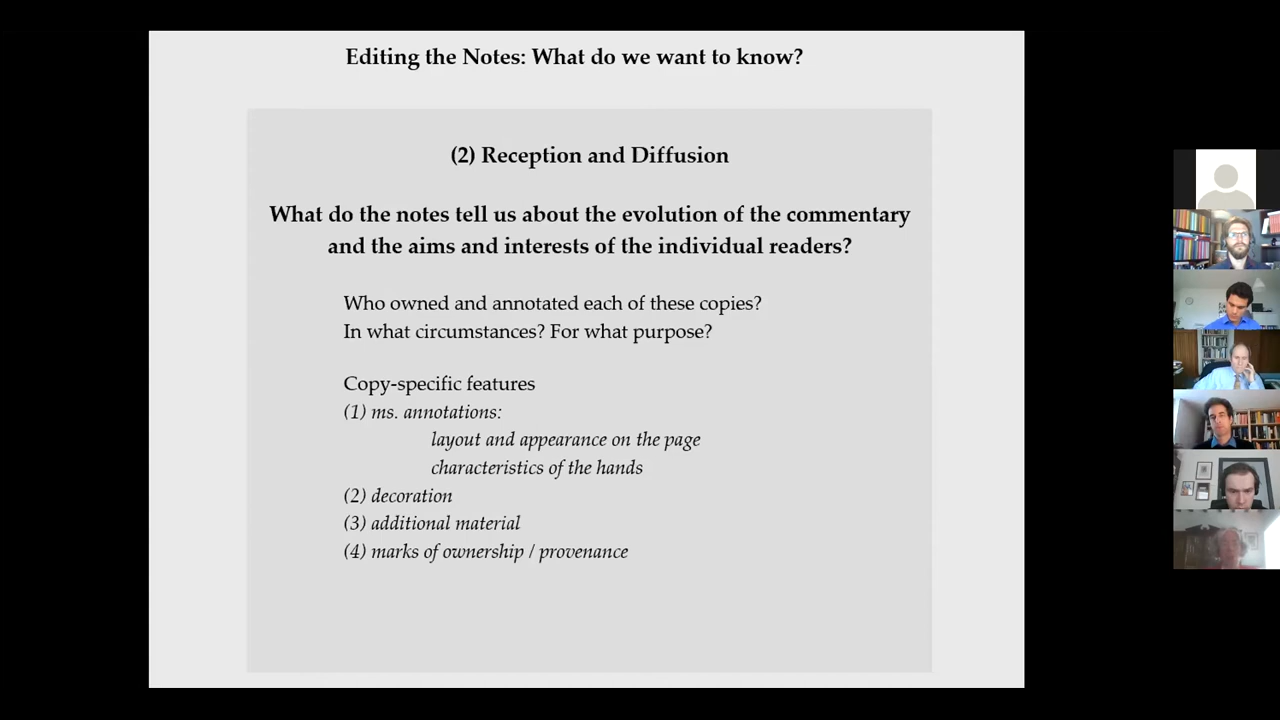 Editing the Notes: What do we want to know?
(2) Reception and Diffusion
What do the notes tell us about the evolution of the commentary
and the aims and interests of the individual readers?
Who owned and annotated each of these copies?
In what circumstances? For what purpose?
Copy-specific features
(1) ms. annotations:
layout and appearance on the page
characteristics of the hands
(2) decoration
(3) additional material
(4) marks of ownership / provenance